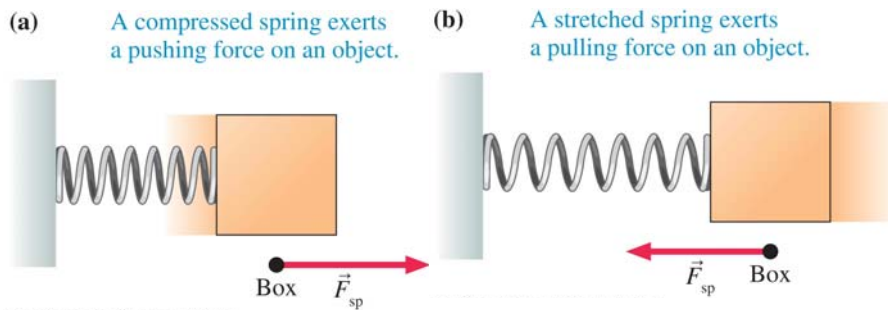 (a)
A compressed spring exerts
a pushing force on an object.
Box
F⃗sp
(b)
A stretched spring exerts
a pulling force on an object.
F⃗sp
Box